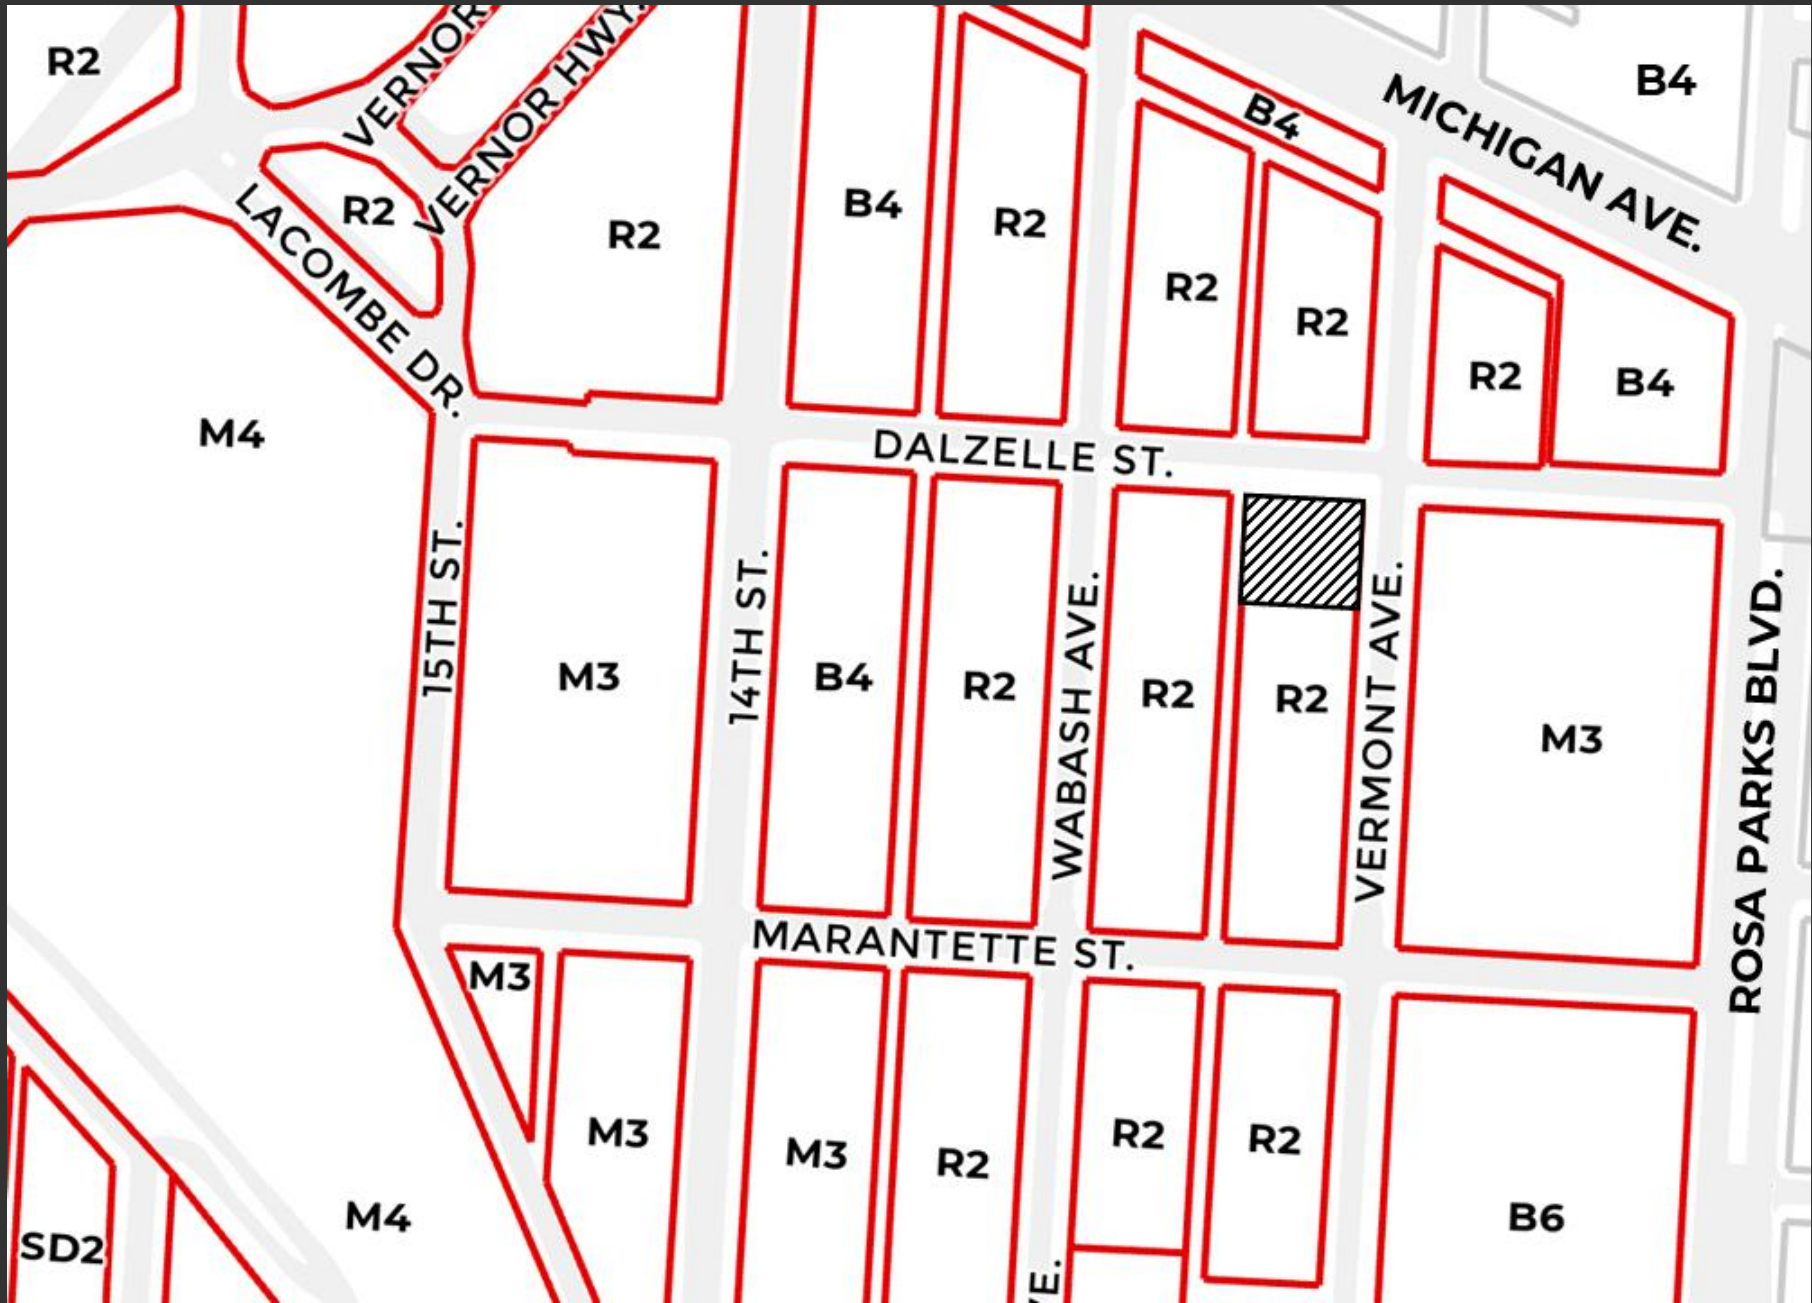 R2
VERNOR
VERNOR HWY.
B4
MICHIGAN AVE.
B4
R2
LACOMBE DR.
R2
B4
R2
R2
R2
R2
B4
M4
DALZELLE ST.
15TH ST.
14TH ST.
WABASH AVE.
VERMONT AVE.
ROSA PARKS BLVD.
M3
B4
R2
R2
R2
M3
MARANTETTE ST.
M3
M3
M3
R2
R2
R2
M4
B6
SD2
VE.